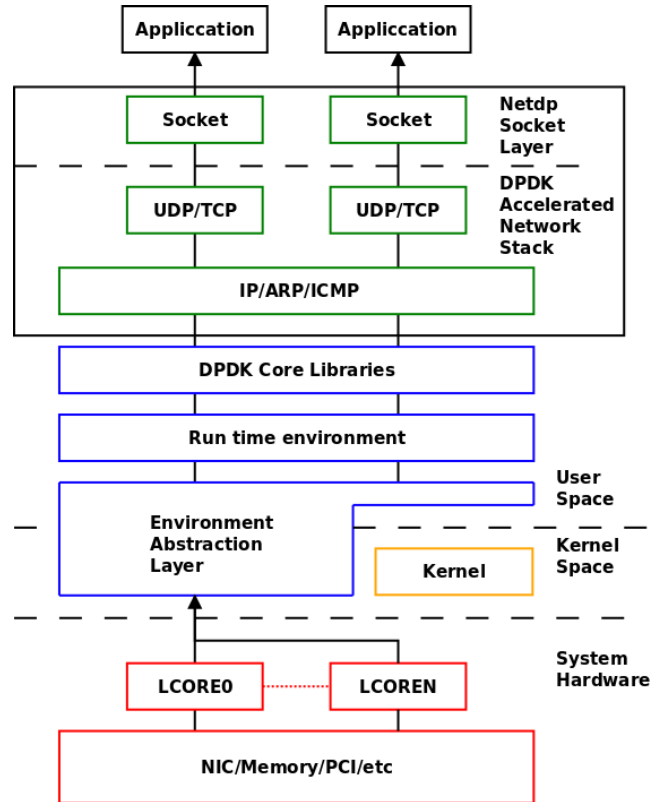 Appliccation
Appliccation
Socket
Socket
Netdp
Socket
Layer
UDP/TCP
UDP/TCP
DPDK
Accelerated
Network
Stack
IP/ARP/ICMP
DPDK Core Libraries
Run time environment
User
Space
Environment
Abstraction
Layer
Kernel
Kernel
Space
LCORE0
LCOREN
System
Hardware
NIC/Memory/PCI/etc